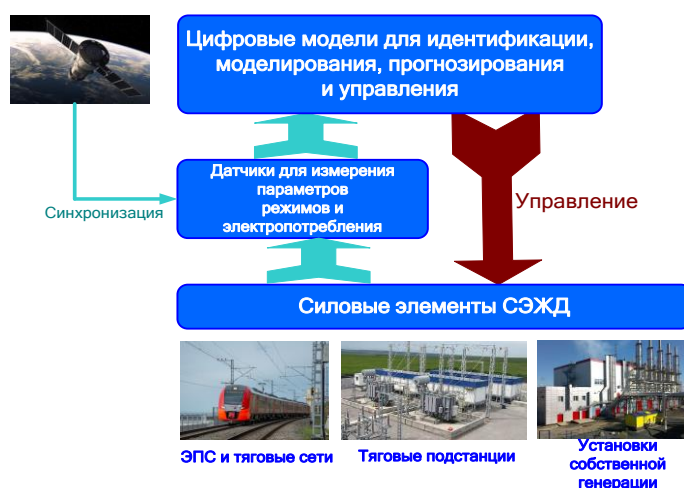 Цифровые модели для идентификации,
моделирования, прогнозирования
и управления
Датчики для измерения
параметров
режимов и
электропотребления
Синхронизация
Управление
Силовые элементы СЭЖД
ЭПС и тяговые сети
Тяговые подстанции
Установки
собственной
генерации